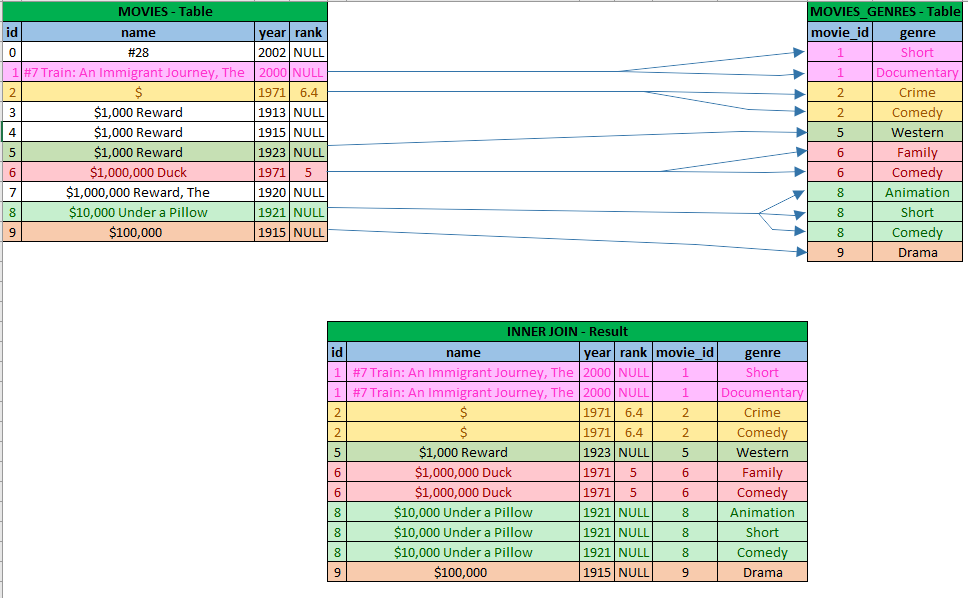 MOVIES - Table
id name year rank
0 #28 2002 NULL
1 #7 Train: An Immigrant Journey, The 2000 NULL
2 $ 1971 6.4
3 $1,000 Reward 1913 NULL
4 $1,000 Reward 1915 NULL
5 $1,000 Reward 1923 NULL
6 $1,000,000 Duck 1971 5
7 $1,000,000 Reward, The 1920 NULL
8 $10,000 Under a Pillow 1921 NULL
9 $100,000 1915 NULL
MOVIES_GENRES - Table
movie_id genre
1 Short
1 Documentary
2 Crime
2 Comedy
5 Western
6 Family
6 Comedy
8 Animation
8 Short
8 Comedy
9 Drama
INNER JOIN - Result
id name year rank movie_id genre
1 #7 Train: An Immigrant Journey, The 2000 NULL 1 Short
1 #7 Train: An Immigrant Journey, The 2000 NULL 1 Documentary
2 $ 1971 6.4 2 Crime
2 $ 1971 6.4 2 Comedy
5 $1,000 Reward 1923 NULL 5 Western
6 $1,000,000 Duck 1971 5 6 Family
6 $1,000,000 Duck 1971 5 6 Comedy
8 $10,000 Under a Pillow 1921 NULL 8 Animation
8 $10,000 Under a Pillow 1921 NULL 8 Short
8 $10,000 Under a Pillow 1921 NULL 8 Comedy
9 $100,000 1915 NULL 9 Drama